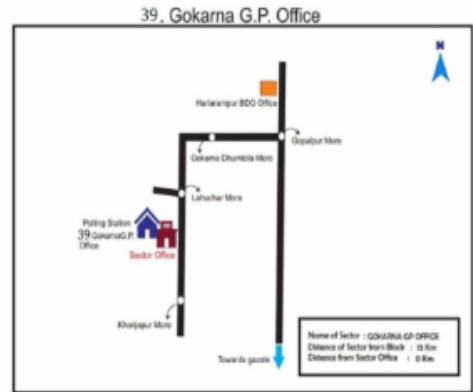 39. Gokarna G.P. Office
N
Harirampur BDO Office
Gopalpur More
Gokarna Dhumtola More
Lahuchar More
Polling Station
39 GokarnaG.P.
Office
Sector Office
Khanjapur More
Name of Sector : GOKARNA GP OFFICE
Distance of Sector from Block : 13 Km
Distance from Sector Office : 0 Km
Towards gazole